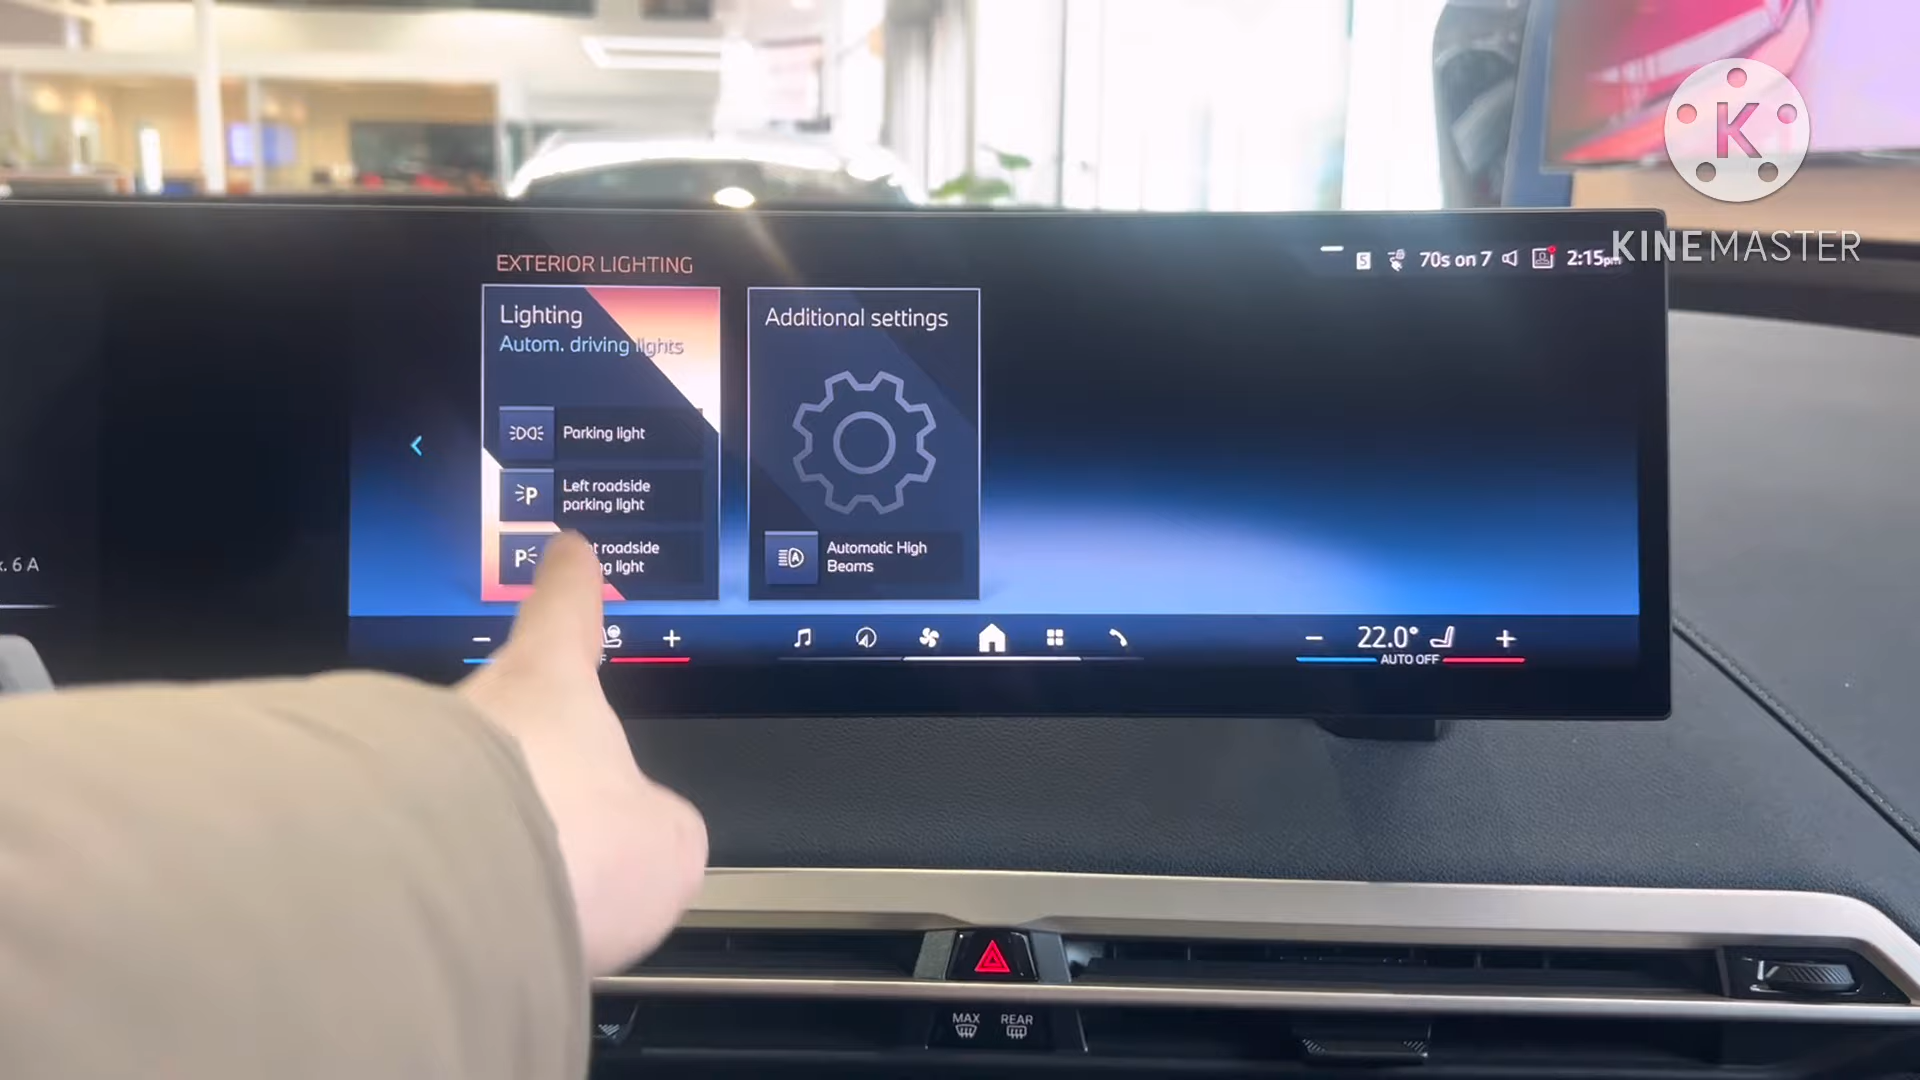 K
KINEMASTER
EXTERIOR LIGHTING
S
70s on 7
2:15pm
Lighting
Autom. driving lights
Parking light
P
Left roadside
parking light
P
roadside
light
Additional settings
A
Automatic High
Beams
6 A
22.0°
AUTO OFF
MAX
REAR